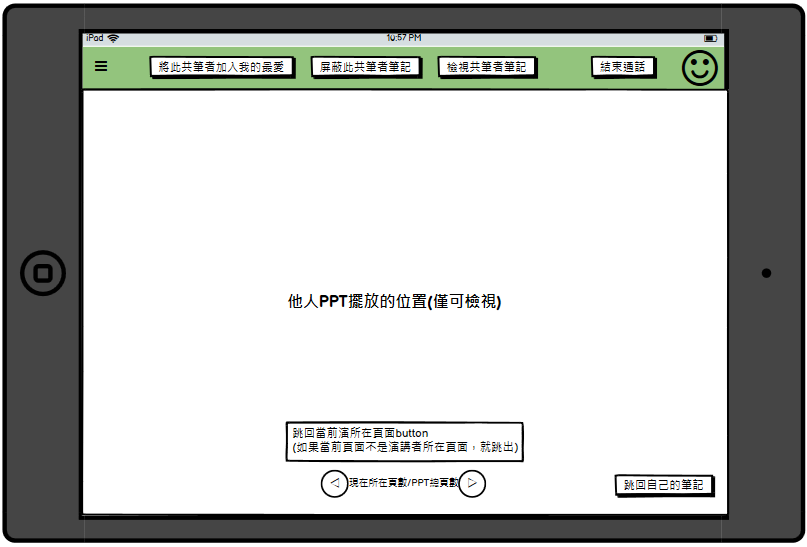 iPad 10:57 PM
將此共筆者加入我的最愛 屏蔽此共筆者筆記 檢視共筆者筆記 結束通話
他人PPT擺放的位置(僅可檢視)
跳回當前演所在頁面button
(如果當前頁面不是演講者所在頁面，就跳出)
現在所在頁數/PPT總頁數
跳回自己的筆記